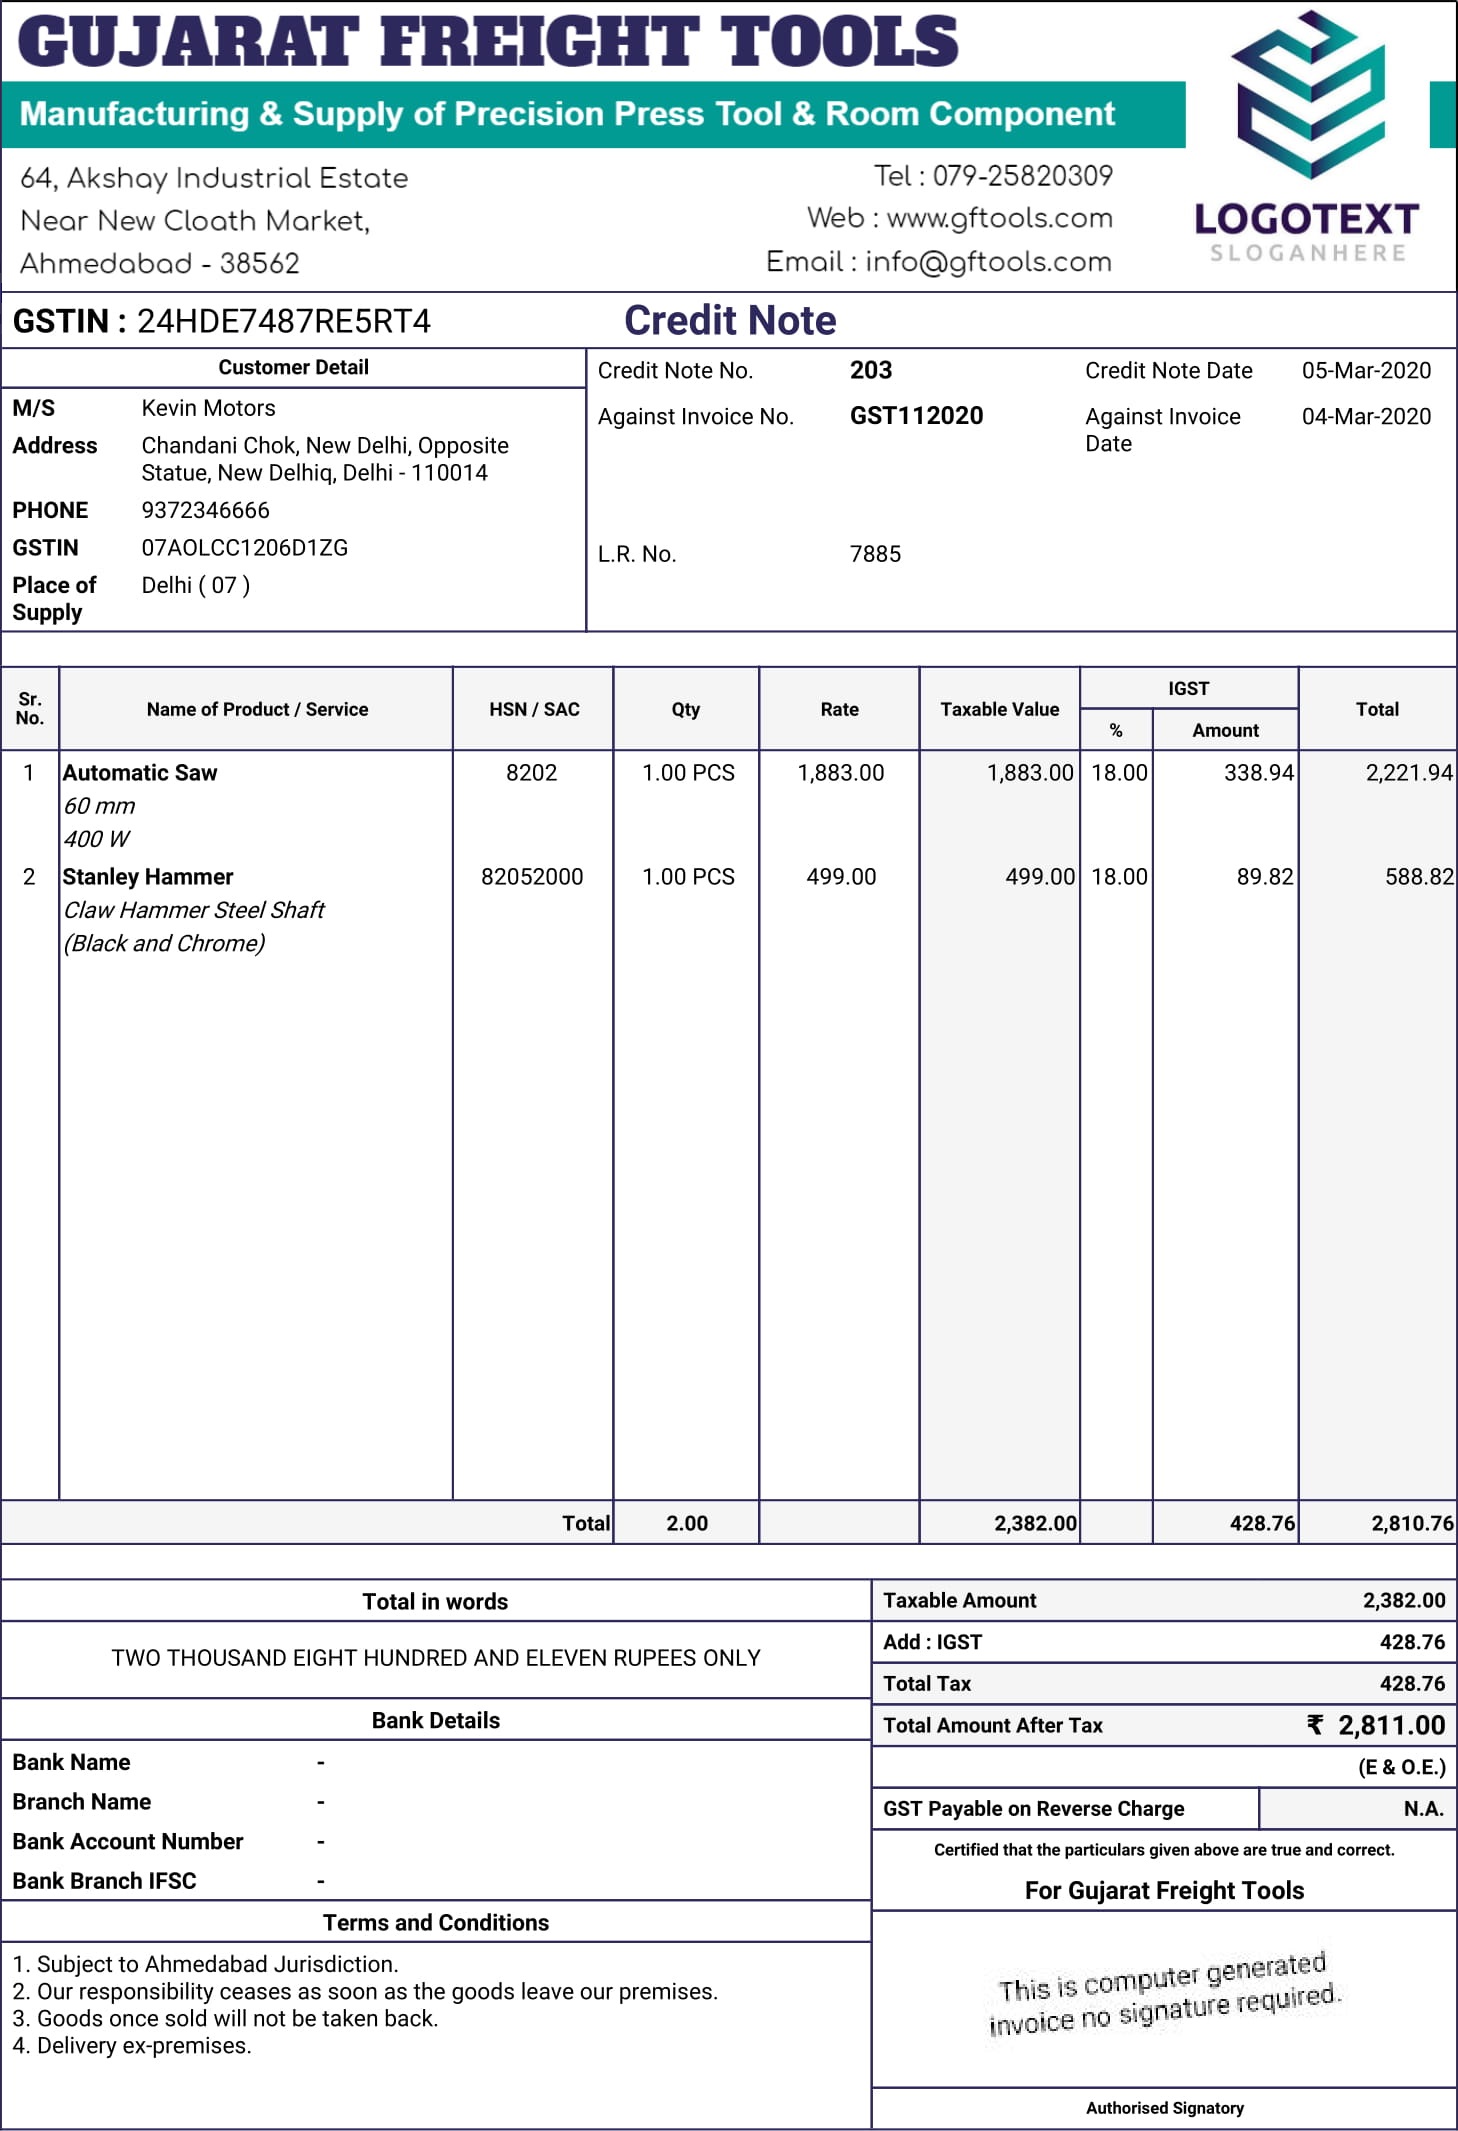 GUJARAT FREIGHT TOOLS
Manufacturing & Supply of Precision Press Tool & Room Component
64, Akshay Industrial Estate
Near New Cloath Market,
Ahmedabad - 38562
Tel : 079-25820309
Web : www.gftools.com
Email : info@gftools.com
LOGOTEXT
SLOGANHERE
GSTIN : 24HDE7487RE5RT4
Credit Note
Customer Detail
M/S Kevin Motors
Address Chandani Chok, New Delhi, Opposite
Statue, New Delhiq, Delhi - 110014
PHONE 9372346666
GSTIN 07AOLCC1206D1ZG
Place of Delhi ( 07 )
Supply
Credit Note No. 203 Credit Note Date 05-Mar-2020
Against Invoice No. GST112020 Against Invoice 04-Mar-2020
Date
L.R. No. 7885
Sr. No. Name of Product / Service HSN / SAC Qty Rate Taxable Value IGST % Amount Total
1 Automatic Saw 8202 1.00 PCS 1,883.00 1,883.00 18.00 338.94 2,221.94
60 mm
400 W
2 Stanley Hammer 82052000 1.00 PCS 499.00 499.00 18.00 89.82 588.82
Claw Hammer Steel Shaft
(Black and Chrome)
Total 2.00 2,382.00 428.76 2,810.76
Total in words
TWO THOUSAND EIGHT HUNDRED AND ELEVEN RUPEES ONLY
Bank Details
Bank Name -
Branch Name -
Bank Account Number -
Bank Branch IFSC -
Terms and Conditions
1. Subject to Ahmedabad Jurisdiction.
2. Our responsibility ceases as soon as the goods leave our premises.
3. Goods once sold will not be taken back.
4. Delivery ex-premises.
Taxable Amount 2,382.00
Add : IGST 428.76
Total Tax 428.76
Total Amount After Tax ₹ 2,811.00
(E & O.E.)
GST Payable on Reverse Charge N.A.
Certified that the particulars given above are true and correct.
For Gujarat Freight Tools
This is computer generated
invoice no signature required.
Authorised Signatory